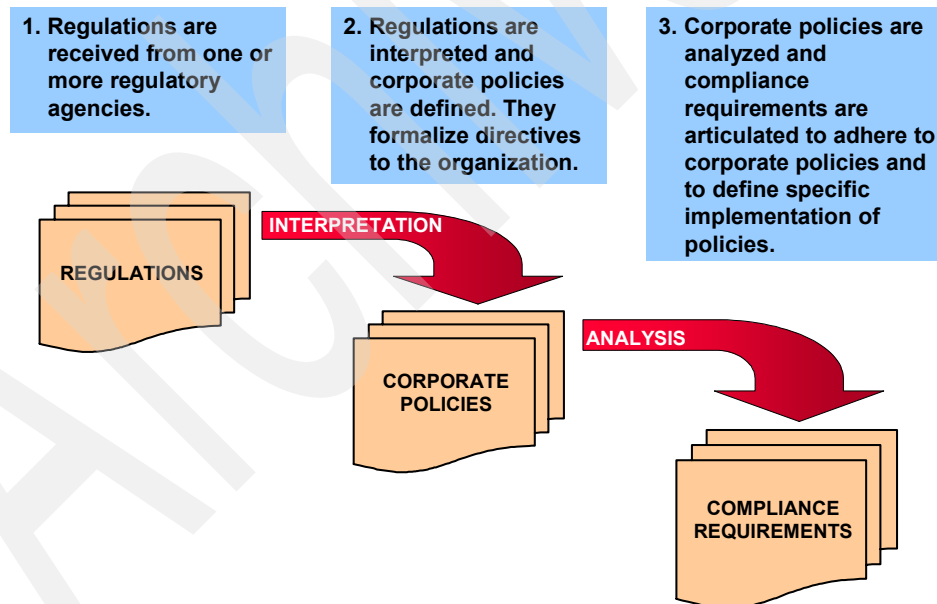 1. Regulations are
received from one or
more regulatory
agencies.
2. Regulations are
interpreted and
corporate policies
are defined. They
formalize directives
to the organization.
3. Corporate policies are
analyzed and
compliance
requirements are
articulated to adhere to
corporate policies and
to define specific
implementation of
policies.
INTERPRETATION
REGULATIONS
ANALYSIS
CORPORATE
POLICIES
COMPLIANCE
REQUIREMENTS